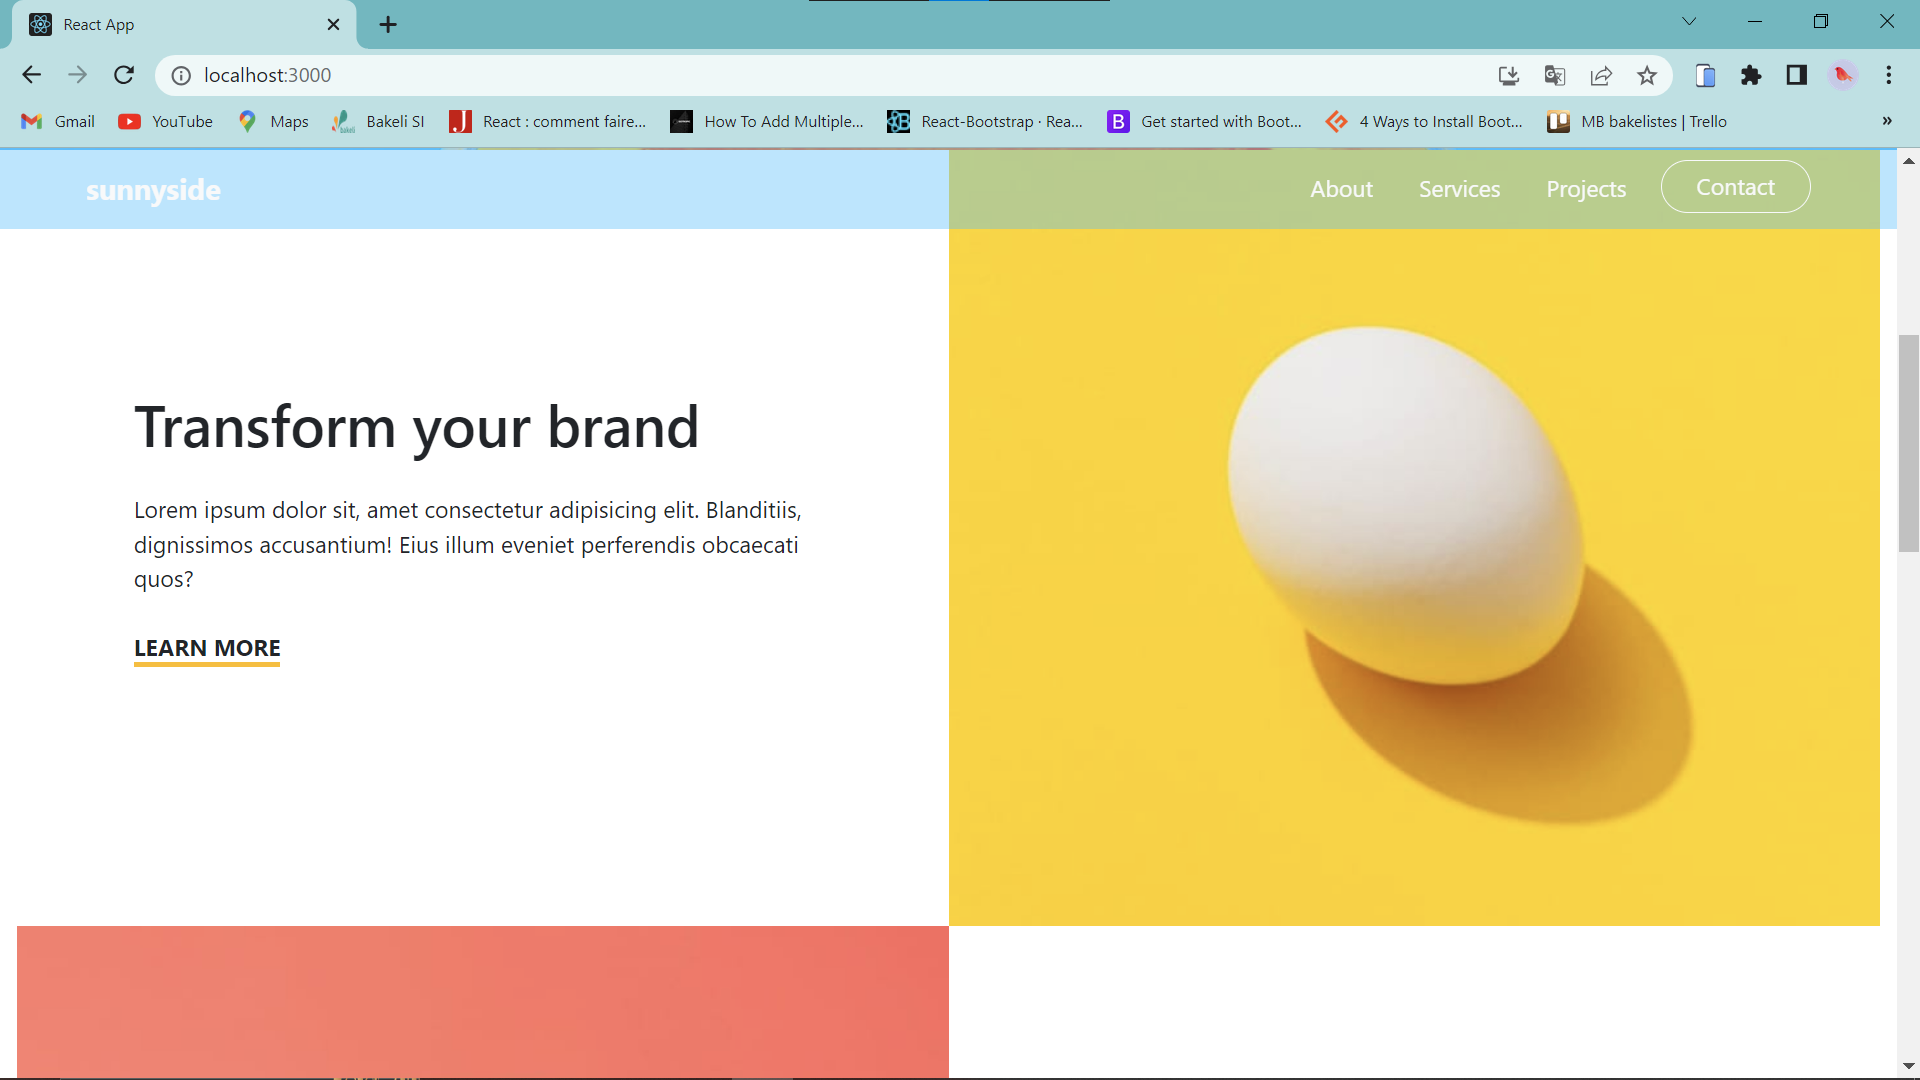 React App
localhost:3000
Gmail
YouTube
Maps
Bakeli SI
React : comment faire...
How To Add Multiple...
React-Bootstrap · Rea...
Get started with Boot...
4 Ways to Install Boot...
MB bakelistes | Trello
»
sunnyside
About
Services
Projects
Contact
Transform your brand
Lorem ipsum dolor sit, amet consectetur adipisicing elit. Blanditiis,
dignissimos accusantium! Eius illum eveniet perferendis obcaecati
quos?
LEARN MORE